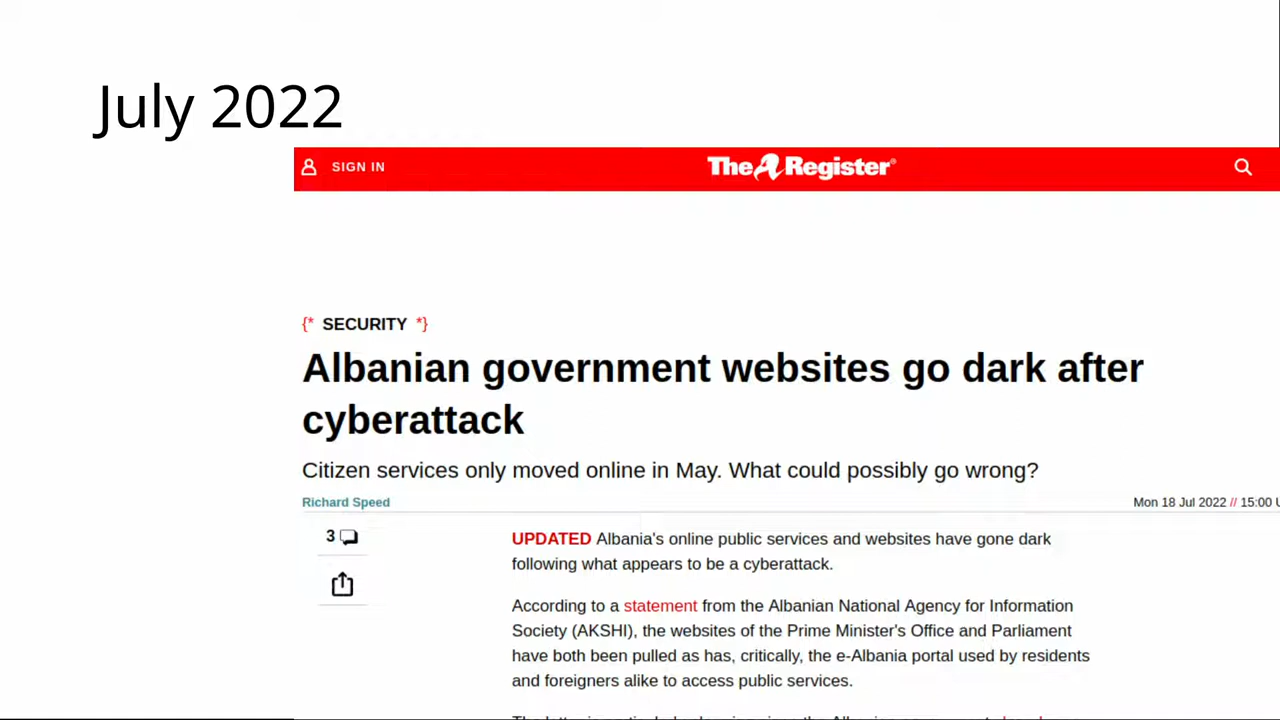 July 2022
SIGN IN
The Register®
{* SECURITY *}
Albanian government websites go dark after
cyberattack
Citizen services only moved online in May. What could possibly go wrong?
Richard Speed
Mon 18 Jul 2022 // 15:00
3
UPDATED Albania's online public services and websites have gone dark
following what appears to be a cyberattack.
According to a statement from the Albanian National Agency for Information
Society (AKSHI), the websites of the Prime Minister's Office and Parliament
have both been pulled as has, critically, the e-Albania portal used by residents
and foreigners alike to access public services.